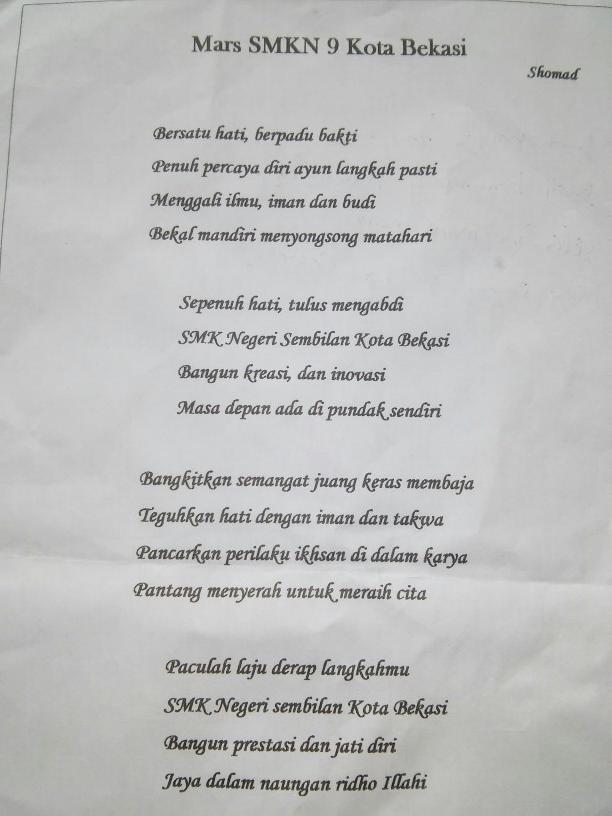 Mars SMKN 9 Kota Bekasi
Shomad
Bersatu hati, berpadu bakti
Penuh percaya diri ayun langkah pasti
Menggali ilmu, iman dan budi
Bekal mandiri menyongsong matahari
Sepenuh hati, tulus mengabdi
SMK Negeri Sembilan Kota Bekasi
Bangun kreasi, dan inovasi
Masa depan ada di pundak sendiri
Bangkitkan semangat juang keras membaja
Teguhkan hati dengan iman dan takwa
Pancarkan perilaku ikhsan di dalam karya
Pantang menyerah untuk meraih cita
Paculah laju derap langkahmu
SMK Negeri sembilan Kota Bekasi
Bangun prestasi dan jati diri
Jaya dalam naungan ridho Illahi